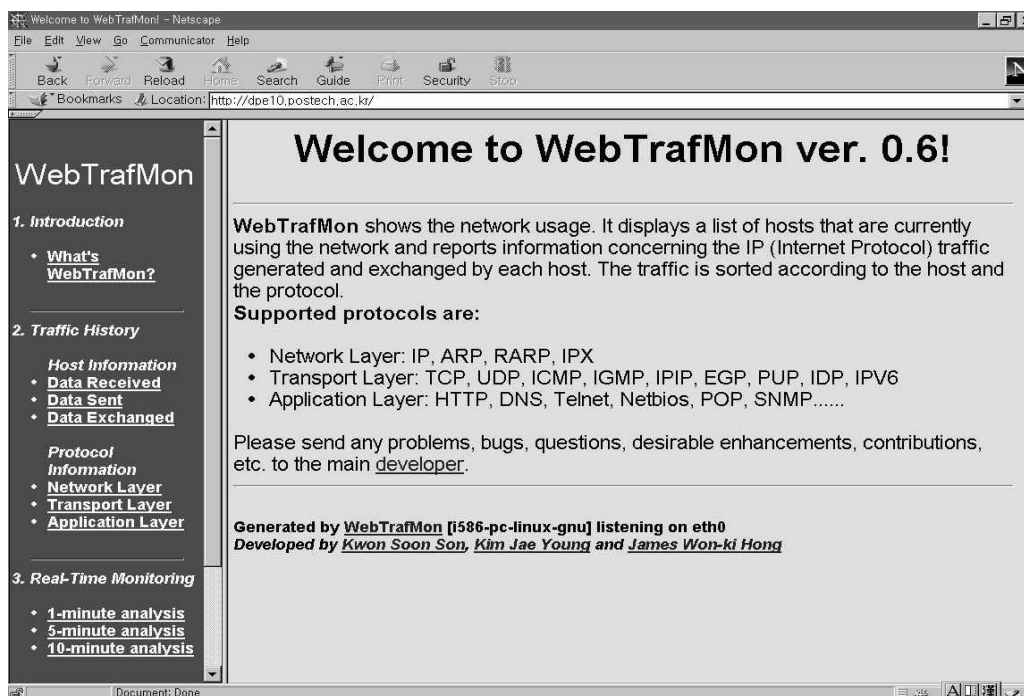 Welcome to WebTrafMon! - Netscape
File Edit View Go Communicator Help
Back Forward Reload Home Search Guide Print Security Stop
Bookmarks Location: http://dpe10.postech.ac.kr/
WebTrafMon
1. Introduction
• What's
WebTrafMon?
2. Traffic History
Host Information
• Data Received
• Data Sent
• Data Exchanged
Protocol
Information
• Network Layer
• Transport Layer
• Application Layer
3. Real-Time Monitoring
• 1-minute analysis
• 5-minute analysis
• 10-minute analysis
Welcome to WebTrafMon ver. 0.6!
WebTrafMon shows the network usage. It displays a list of hosts that are currently
using the network and reports information concerning the IP (Internet Protocol) traffic
generated and exchanged by each host. The traffic is sorted according to the host and
the protocol.
Supported protocols are:
• Network Layer: IP, ARP, RARP, IPX
• Transport Layer: TCP, UDP, ICMP, IGMP, IPIP, EGP, PUP, IDP, IPV6
• Application Layer: HTTP, DNS, Telnet, Netbios, POP, SNMP......
Please send any problems, bugs, questions, desirable enhancements, contributions,
etc. to the main developer.
Generated by WebTrafMon [i586-pc-linux-gnu] listening on eth0
Developed by Kwon Soon Son, Kim Jae Young and James Won-ki Hong
Document: Done
A 漢